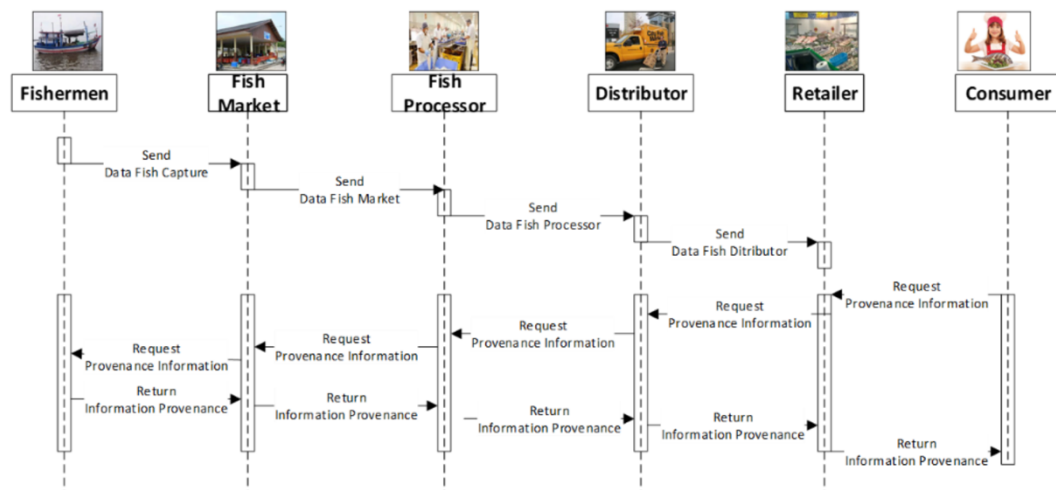 Fishermen
Fish
Market
Fish
Processor
Distributor
Retailer
Consumer
Send
Data Fish Capture
Send
Data Fish Market
Send
Data Fish Processor
Send
Data Fish Ditributor
Request
Provenance Information
Request
Provenance Information
Request
Provenance Information
Request
Provenance Information
Request
Provenance Information
Return
Information Provenance
Return
Information Provenance
Return
Information Provenance
Return
Information Provenance
Return
Information Provenance